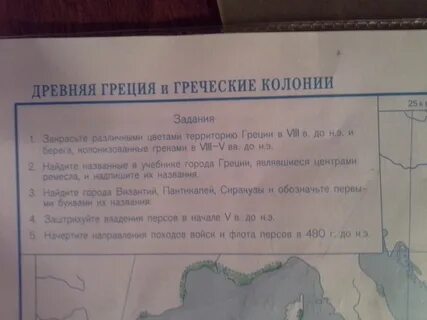 ДРЕВНЯЯ ГРЕЦИЯ и ГРЕЧЕСКИЕ КОЛОНИИ
25 к
Задания
1. Закрасьте различными цветами территорию Греции в VIII в. до н.э. и
берега, колонизованные греками в VIII–V вв. до н.э.
2. Найдите названные в учебнике города Греции, являвшиеся центрами
ремесла, и надпишите их названия.
3. Найдите города Византий, Пантикапей, Сиракузы и обозначьте первы-
ми буквами их названия.
4. Заштрихуйте владения персов в начале V в. до н.э.
5. Начертите направления походов войск и флота персов в 480 г. до н.э.